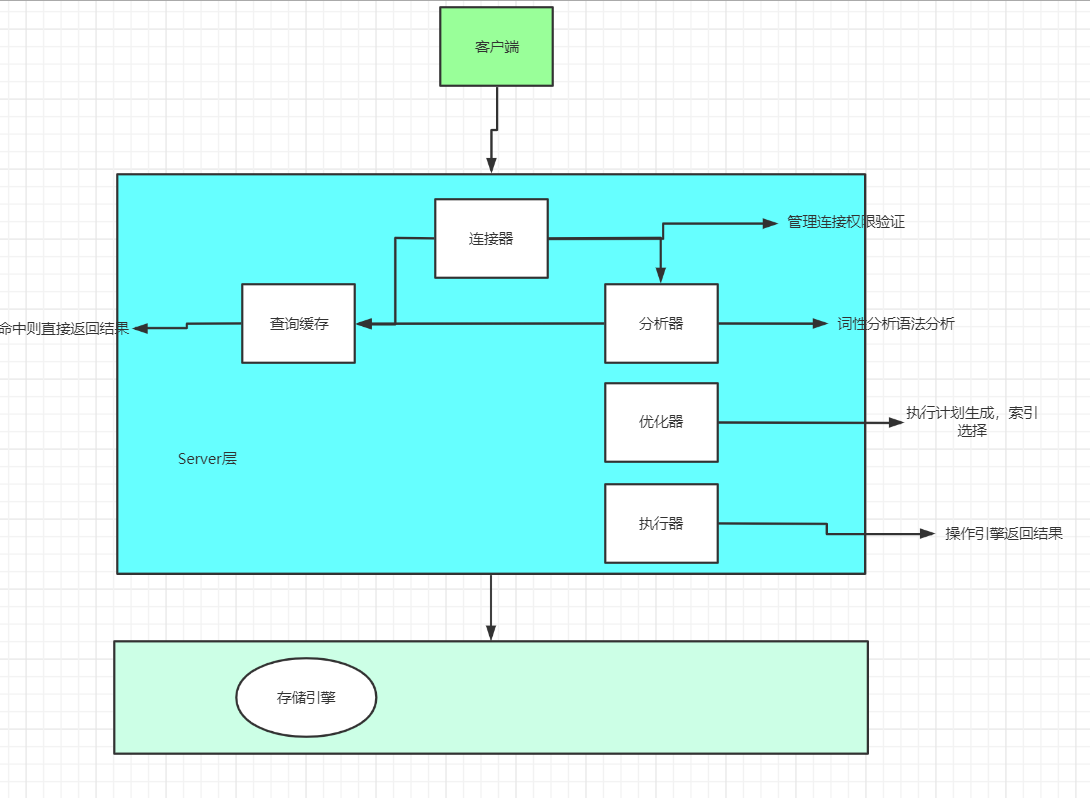 客户端
连接器
管理连接权限验证
命中则直接返回结果
查询缓存
分析器
词性分析语法分析
优化器
执行计划生成，索引
选择
Server层
执行器
操作引擎返回结果
存储引擎